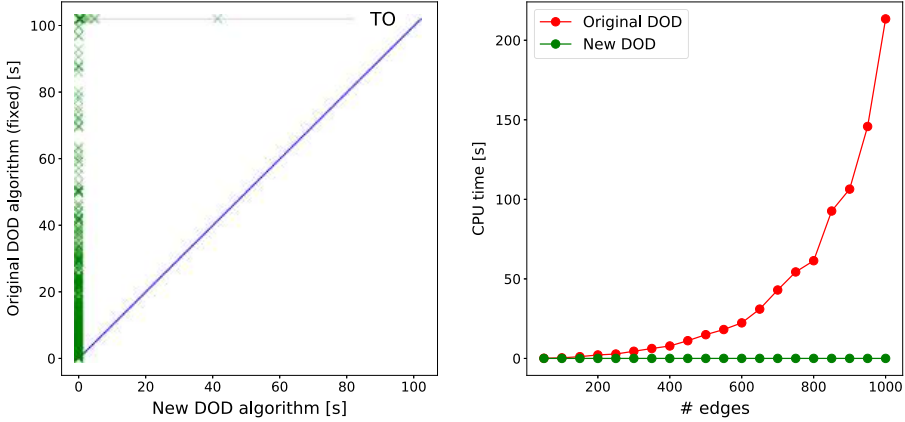 TO
100
80
60
40
20
0
Original DOD algorithm (fixed) [s]
0 20 40 60 80 100
New DOD algorithm [s]
Original DOD
New DOD
200
150
100
50
0
CPU time [s]
200 400 600 800 1000
# edges